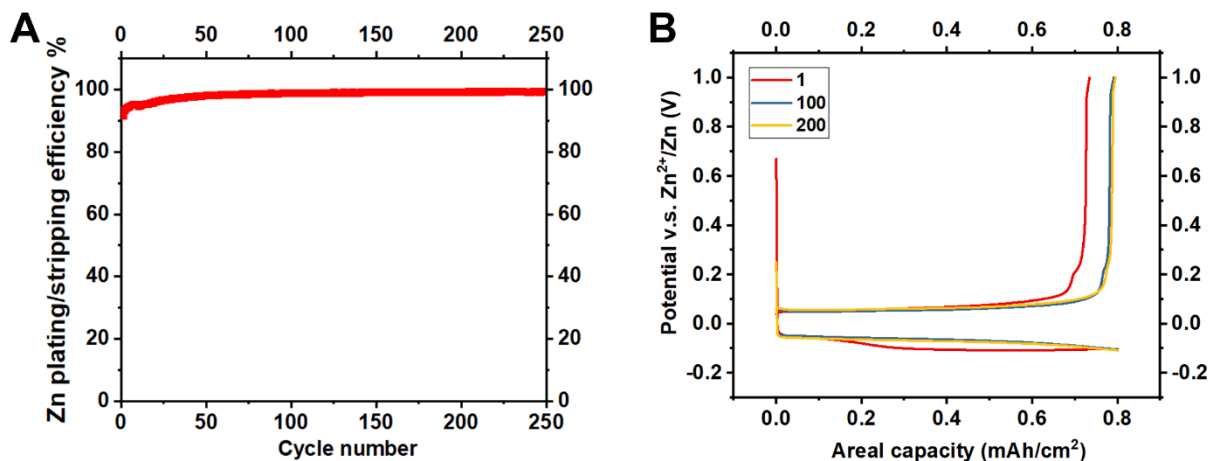 A
0 50 100 150 200 250
Zn plating/stripping efficiency %
100 100
80 80
60 60
40 40
20 20
0 0
0 50 100 150 200 250
Cycle number
B
0.0 0.2 0.4 0.6 0.8
Potential v.s. Zn²⁺/Zn (V)
1
100
200
1.0 1.0
0.8 0.8
0.6 0.6
0.4 0.4
0.2 0.2
0.0 0.0
-0.2 -0.2
0.0 0.2 0.4 0.6 0.8
Areal capacity (mAh/cm²)